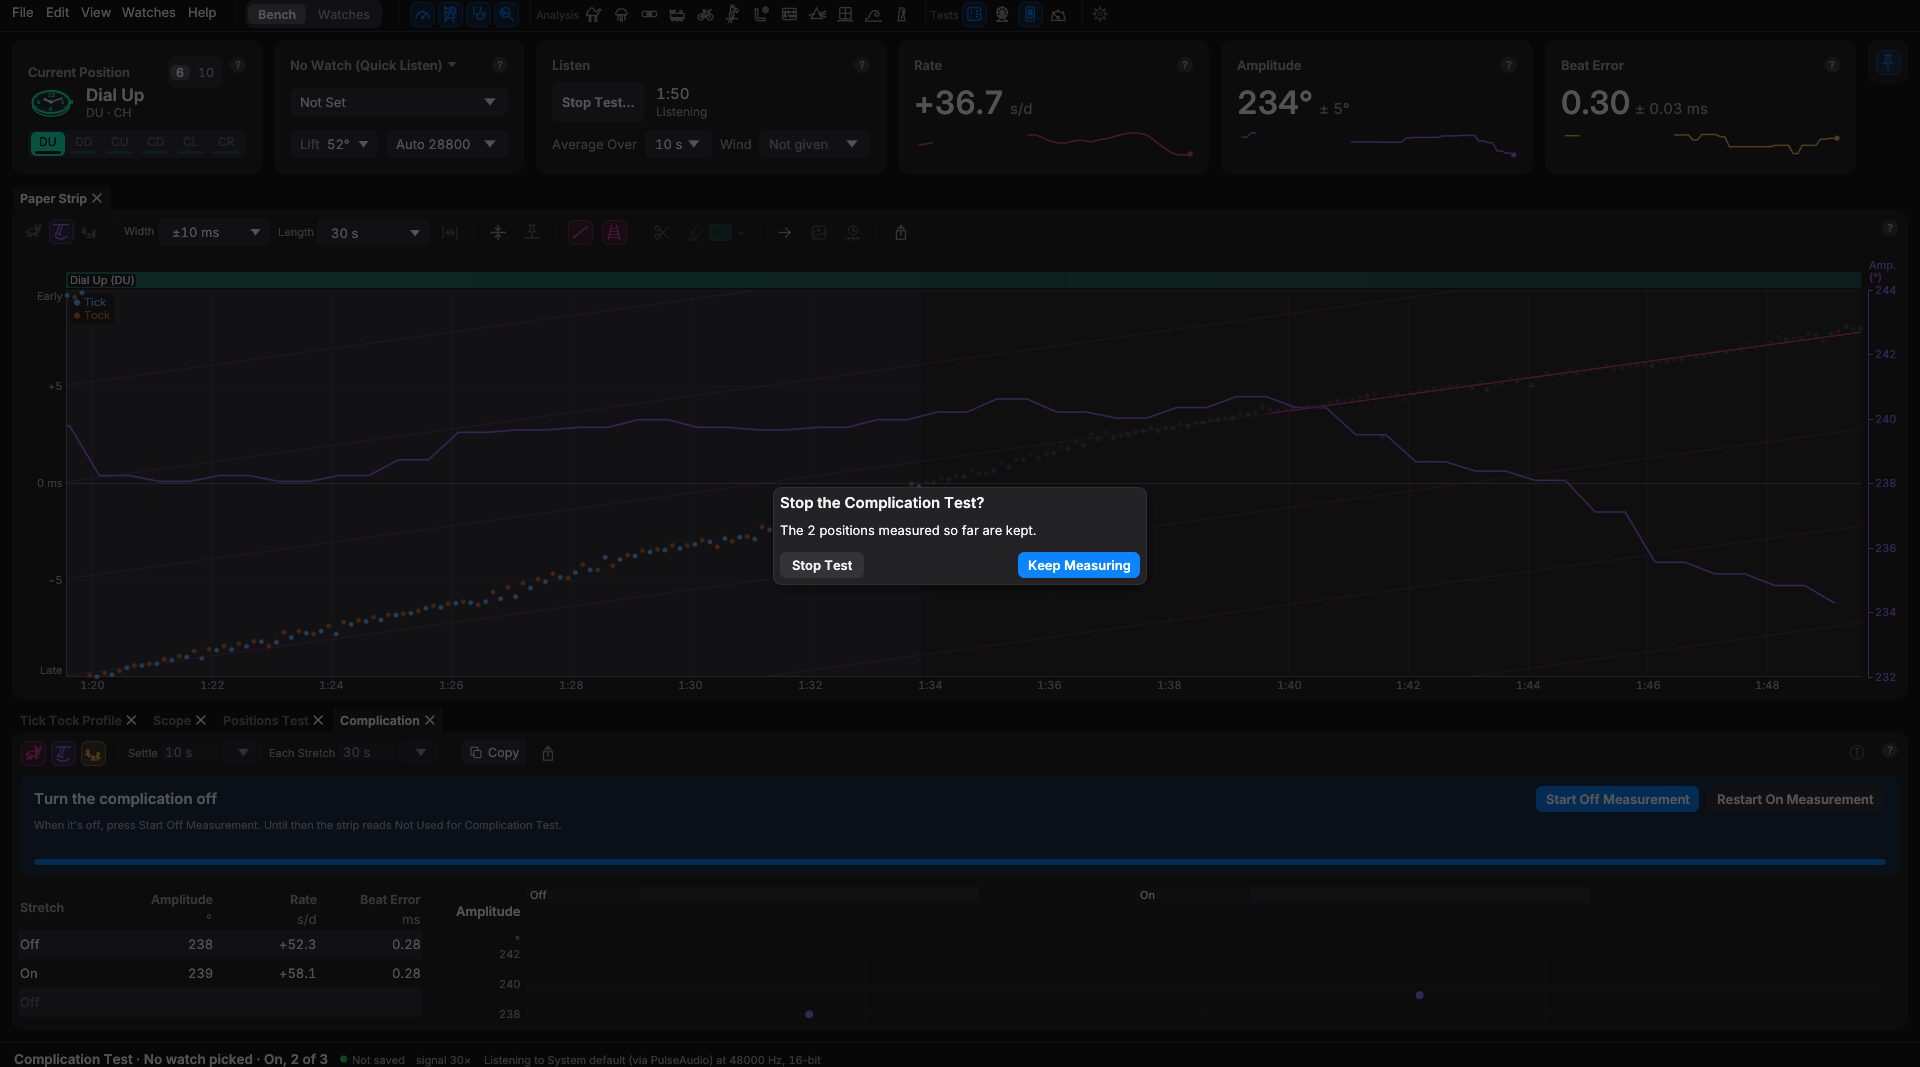 File Edit View Watches Help
Bench Watches
Analysis
Tests
Current Position 6 10 ?
Dial Up
DU · CH
DU DD CU CD CL CR
No Watch (Quick Listen) ?
Not Set
Lift 52° Auto 28800
Listen ?
Stop Test... 1:50
Listening
Average Over 10 s Wind Not given
Rate ?
+36.7 s/d
Amplitude ?
234° ± 5°
Beat Error ?
0.30 ± 0.03 ms
Paper Strip
Width ±10 ms Length 30 s
DU
?
Dial Up (DU)
Amp.
(°)
Early
Tick
Tock
+5
0 ms
−5
Late
244
242
240
238
236
234
232
1:20 1:22 1:24 1:26 1:28 1:30 1:32 1:34 1:36 1:38 1:40 1:42 1:44 1:46 1:48
Stop the Complication Test?
The 2 positions measured so far are kept.
Stop Test Keep Measuring
Tick Tock Profile Scope Positions Test Complication
Settle 10 s Each Stretch 30 s Copy ?
Turn the complication off
When it's off, press Start Off Measurement. Until then the strip reads Not Used for Complication Test.
Start Off Measurement Restart On Measurement
Stretch Amplitude Rate Beat Error
° s/d ms
Off 238 +52.3 0.28
On 239 +58.1 0.28
Off
Off On
Amplitude
°
242
240
238
Complication Test · No watch picked · On, 2 of 3 Not saved signal 30× Listening to System default (via PulseAudio) at 48000 Hz, 16-bit